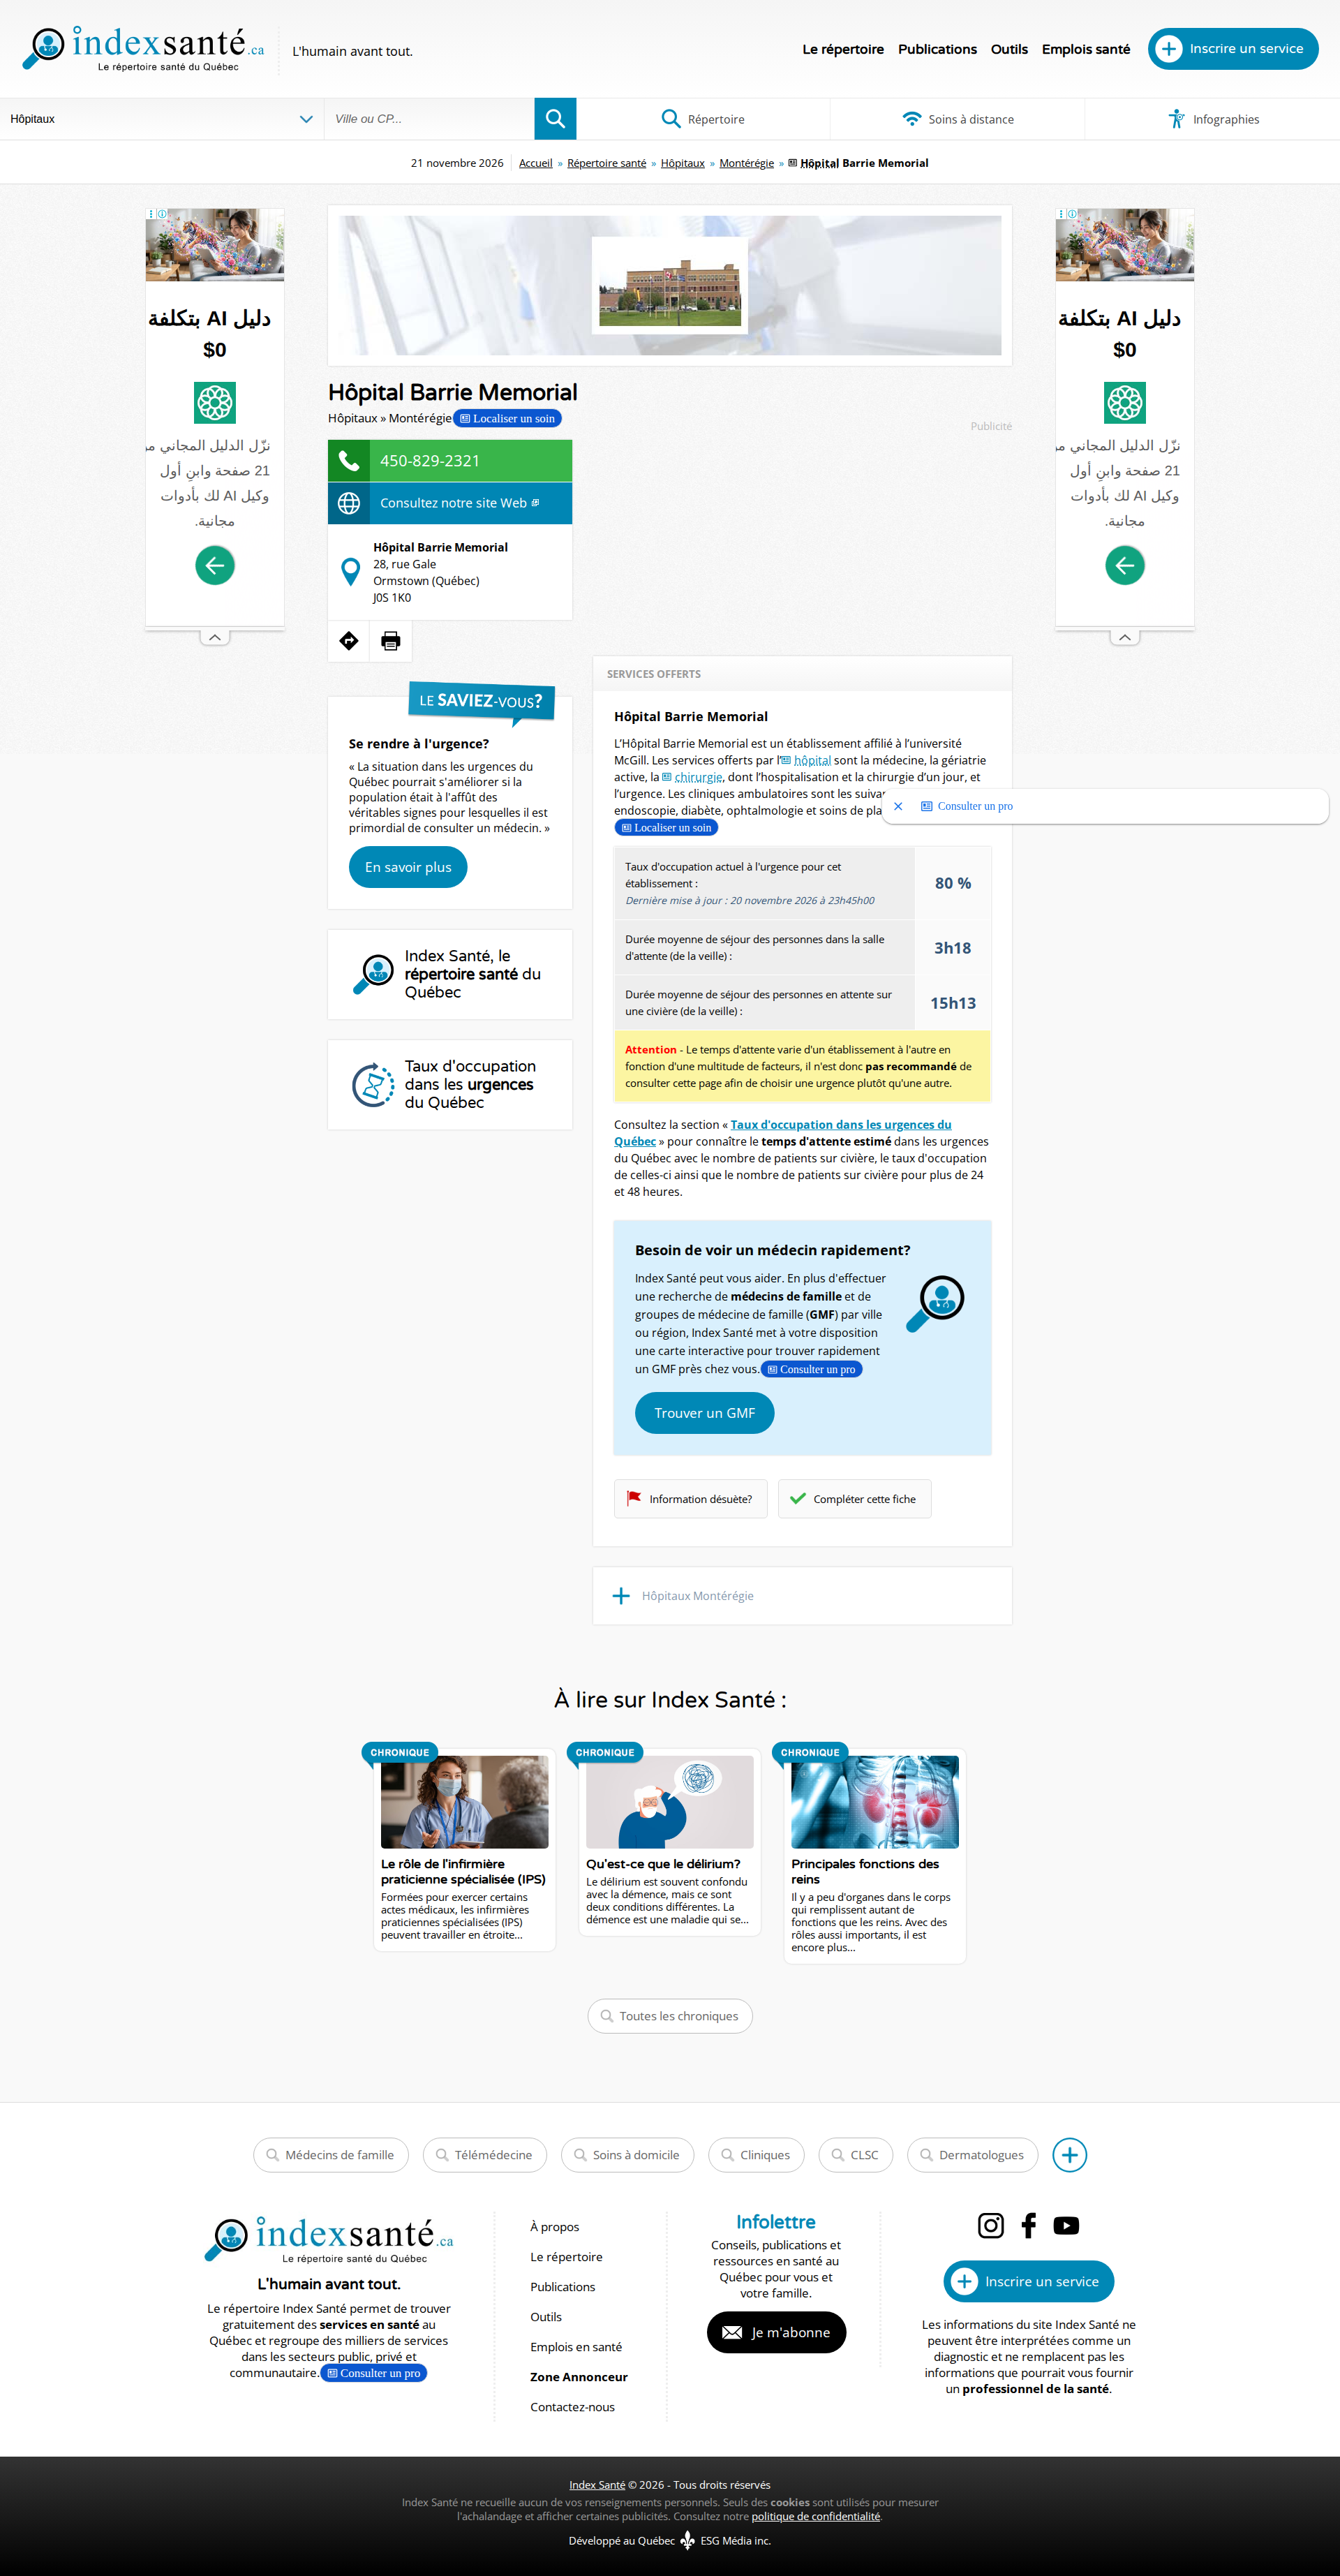 indexsanté.ca
Le répertoire santé du Québec
L'humain avant tout.
Le répertoire
Publications
Outils
Emplois santé
Inscrire un service
Hôpitaux
Ville ou CP...
Répertoire
Soins à distance
Infographies
21 novembre 2026
Accueil » Répertoire santé » Hôpitaux » Montérégie » Hôpital Barrie Memorial
دليل AI بتكلفة
$0
نزّل الدليل المجاني
21 صفحة وابنِ أول
وكيل AI لك بأدوات
مجانية.
دليل AI بتكلفة
$0
نزّل الدليل المجاني
21 صفحة وابنِ أول
وكيل AI لك بأدوات
مجانية.
Hôpital Barrie Memorial
Hôpitaux » Montérégie Localiser un soin
Publicité
450-829-2321
Consultez notre site Web
Hôpital Barrie Memorial
28, rue Gale
Ormstown (Québec)
J0S 1K0
LE SAVIEZ-VOUS?
Se rendre à l'urgence?
« La situation dans les urgences du
Québec pourrait s'améliorer si la
population était à l'affût des
véritables signes pour lesquelles il est
primordial de consulter un médecin. »
En savoir plus
Index Santé, le
répertoire santé du
Québec
Taux d'occupation
dans les urgences
du Québec
SERVICES OFFERTS
Hôpital Barrie Memorial
L’Hôpital Barrie Memorial est un établissement affilié à l’université
McGill. Les services offerts par l’ hôpital sont la médecine, la gériatrie
active, la chirurgie, dont l’hospitalisation et la chirurgie d’un jour, et
l’urgence. Les cliniques ambulatoires sont les
endoscopie, diabète, ophtalmologie et soins de
Localiser un soin
Consulter un pro
Taux d'occupation actuel à l'urgence pour cet
établissement :
Dernière mise à jour : 20 novembre 2026 à 23h45h00
80 %
Durée moyenne de séjour des personnes dans la salle
d'attente (de la veille) :
3h18
Durée moyenne de séjour des personnes en attente sur
une civière (de la veille) :
15h13
Attention - Le temps d'attente varie d'un établissement à l'autre en
fonction d'une multitude de facteurs, il n'est donc pas recommandé de
consulter cette page afin de choisir une urgence plutôt qu'une autre.
Consultez la section « Taux d'occupation dans les urgences du
Québec » pour connaître le temps d'attente estimé dans les urgences
du Québec avec le nombre de patients sur civière, le taux d'occupation
de celles-ci ainsi que le nombre de patients sur civière pour plus de 24
et 48 heures.
Besoin de voir un médecin rapidement?
Index Santé peut vous aider. En plus d'effectuer
une recherche de médecins de famille et de
groupes de médecine de famille (GMF) par ville
ou région, Index Santé met à votre disposition
une carte interactive pour trouver rapidement
un GMF près chez vous. Consulter un pro
Trouver un GMF
Information désuète?
Compléter cette fiche
Hôpitaux Montérégie
À lire sur Index Santé :
CHRONIQUE
Le rôle de l'infirmière
praticienne spécialisée (IPS)
Formées pour exercer certains
actes médicaux, les infirmières
praticiennes spécialisées (IPS)
peuvent travailler en étroite...
CHRONIQUE
Qu'est-ce que le délirium?
Le délirium est souvent confondu
avec la démence, mais ce sont
deux conditions différentes. La
démence est une maladie qui se...
CHRONIQUE
Principales fonctions des
reins
Il y a peu d'organes dans le corps
qui remplissent autant de
fonctions que les reins. Avec des
rôles aussi importants, il est
encore plus...
Toutes les chroniques
Médecins de famille
Télémédecine
Soins à domicile
Cliniques
CLSC
Dermatologues
indexsanté.ca
Le répertoire santé du Québec
L'humain avant tout.
Le répertoire Index Santé permet de trouver
gratuitement des services en santé au
Québec et regroupe des milliers de services
dans les secteurs public, privé et
communautaire. Consulter un pro
À propos
Le répertoire
Publications
Outils
Emplois en santé
Zone Annonceur
Contactez-nous
Infolettre
Conseils, publications et
ressources en santé au
Québec pour vous et
votre famille.
Je m'abonne
Inscrire un service
Les informations du site Index Santé ne
peuvent être interprétées comme un
diagnostic et ne remplacent pas les
informations que pourrait vous fournir
un professionnel de la santé.
Index Santé © 2026 - Tous droits réservés
Index Santé ne recueille aucun de vos renseignements personnels. Seuls des cookies sont utilisés pour mesurer
l'achalandage et afficher certaines publicités. Consultez notre politique de confidentialité.
Développé au Québec ESG Média inc.